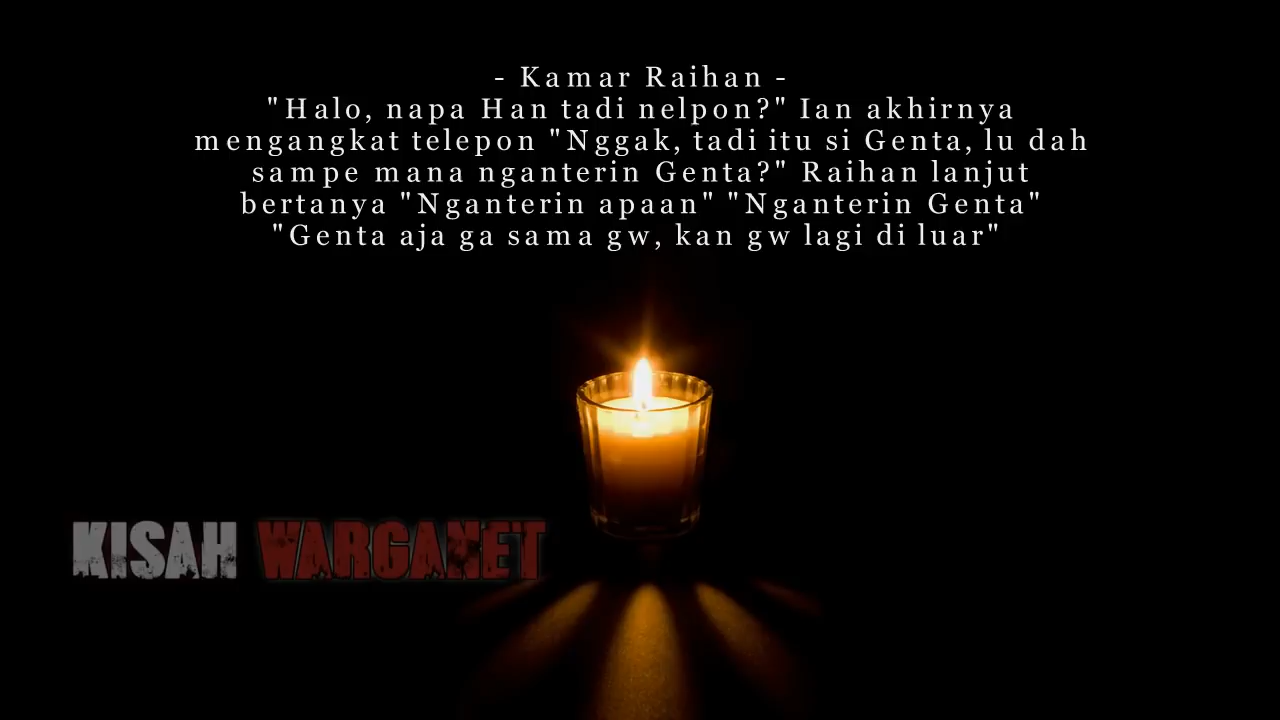 - Kamar Raihan -
"Halo, napa Han tadi nelpon?" Ian akhirnya
mengangkat telepon "Nggak, tadi itu si Genta, lu dah
sampe mana nganterin Genta?" Raihan lanjut
bertanya "Nganterin apaan" "Nganterin Genta"
"Genta aja ga sama gw, kan gw lagi di luar"
KISAH WARGANET